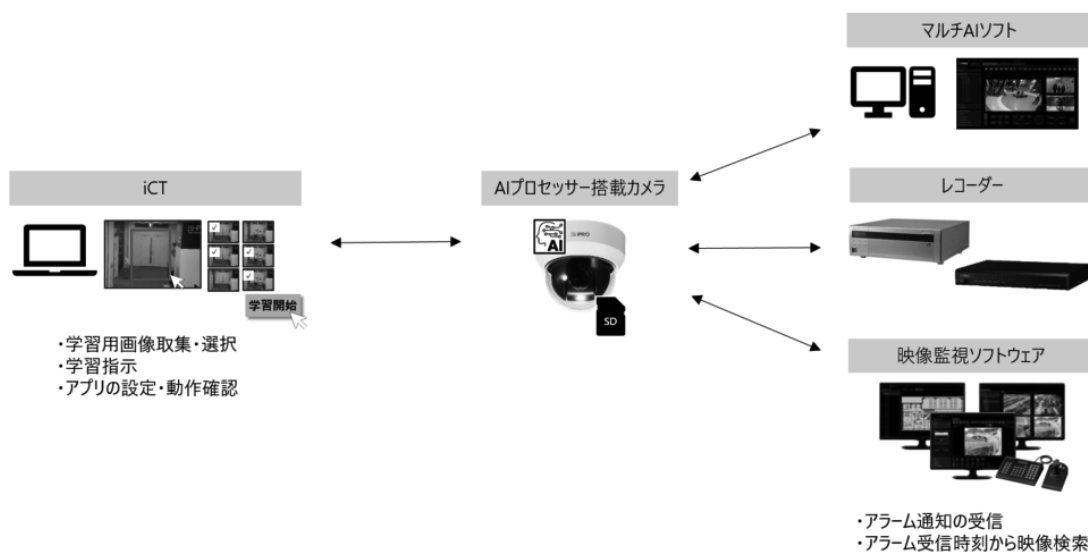 マルチAIソフト
iCT
AIプロセッサー搭載カメラ
レコーダー
学習開始
AI
i-PRO
SD
・学習用画像取集・選択
・学習指示
・アプリの設定・動作確認
映像監視ソフトウェア
・アラーム通知の受信
・アラーム受信時刻から映像検索